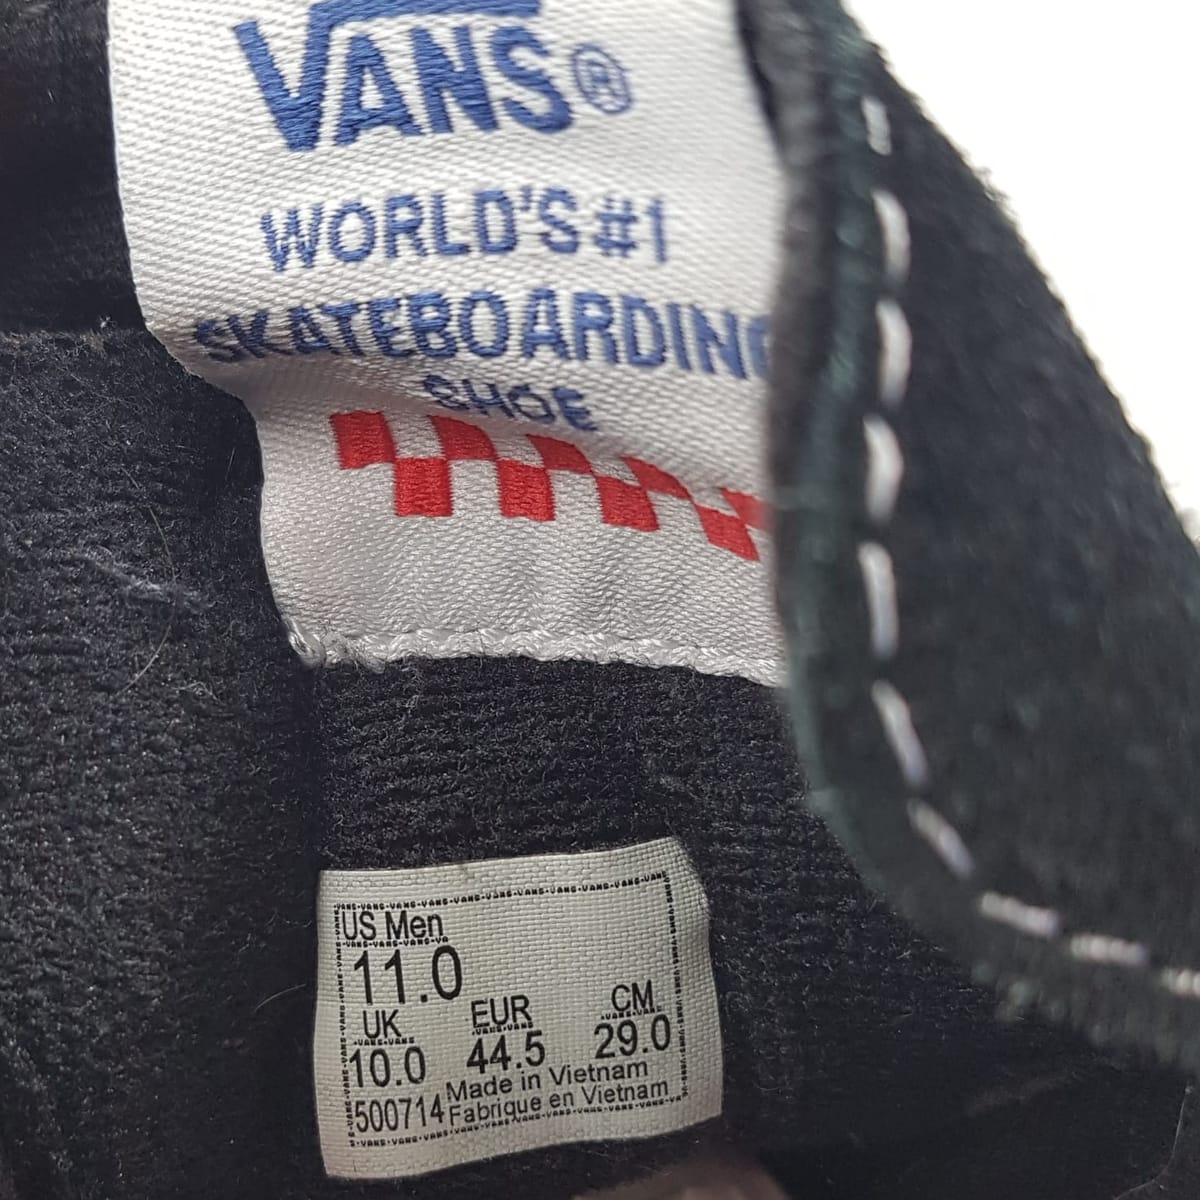 VANS®
WORLD'S #1
SKATEBOARDING
SHOE
US Men
11.0
UK EUR CM
10.0 44.5 29.0
500714 Made in Vietnam
Fabrique en Vietnam